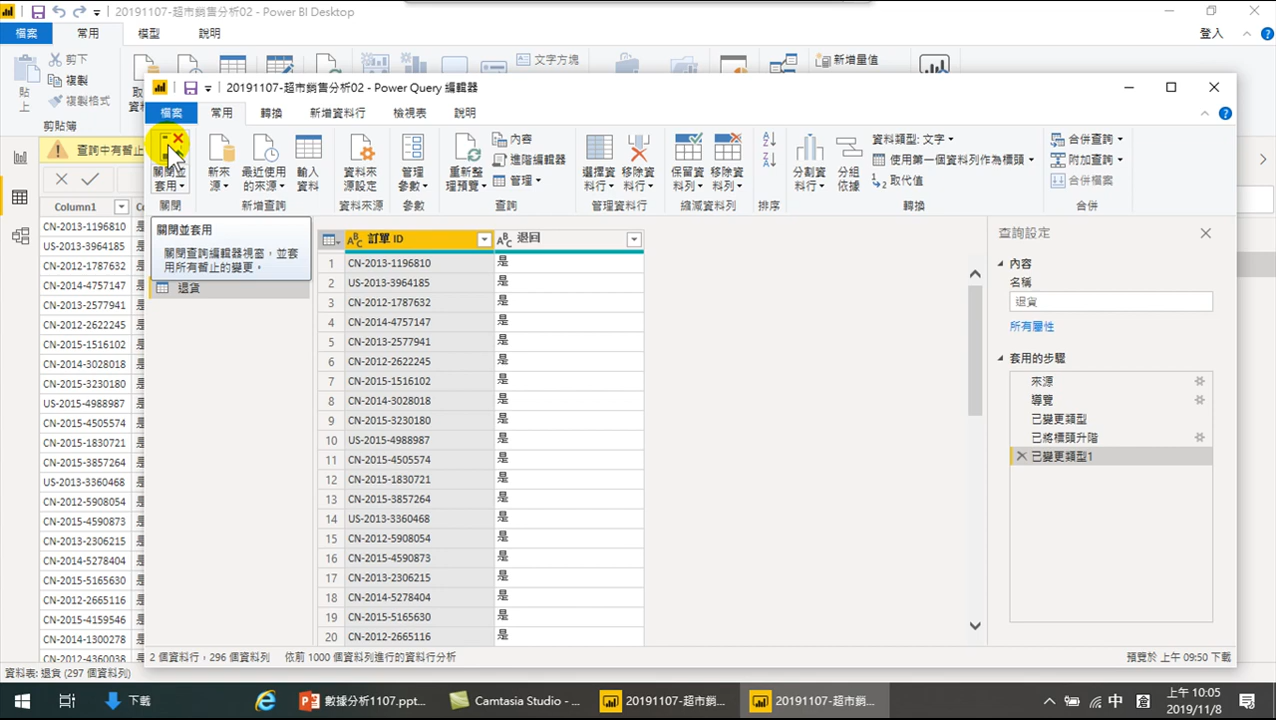 20191107-超市銷售分析02 - Power BI Desktop
檔案 常用 模型 說明 登入
剪下
複製
複製格式
貼上
剪貼簿
文字方塊
新增量值
查詢中有暫止
20191107-超市銷售分析02 - Power Query 編輯器
檔案 常用 轉換 新增資料行 檢視表 說明
關閉並套用
關閉
新來源
最近使用的來源
輸入資料
新增查詢
資料來源設定
資料來源
管理參數
參數
重新整理預覽
內容
進階編輯器
管理
查詢
選擇資料行
移除資料行
管理資料行
保留資料列
移除資料列
縮減資料列
排序
分割資料行
分組依據
資料類型: 文字
使用第一個資料列作為標頭
取代值
轉換
合併查詢
附加查詢
合併檔案
合併
關閉並套用
關閉查詢編輯器視窗，並套用所有暫止的變更。
退貨
Column1
CN-2013-1196810
US-2013-3964185
CN-2012-1787632
CN-2014-4757147
CN-2013-2577941
CN-2012-2622245
CN-2015-1516102
CN-2014-3028018
CN-2015-3230180
US-2015-4988987
CN-2015-4505574
CN-2015-1830721
CN-2015-3857264
US-2013-3360468
CN-2012-5908054
CN-2015-4590873
CN-2013-2306215
CN-2014-5278404
CN-2015-5165630
CN-2012-2665116
CN-2015-4159546
CN-2014-1300278
CN-2012-4360038
資料表: 退貨 (297 個資料列)
訂單 ID 退回
1 CN-2013-1196810 是
2 US-2013-3964185 是
3 CN-2012-1787632 是
4 CN-2014-4757147 是
5 CN-2013-2577941 是
6 CN-2012-2622245 是
7 CN-2015-1516102 是
8 CN-2014-3028018 是
9 CN-2015-3230180 是
10 US-2015-4988987 是
11 CN-2015-4505574 是
12 CN-2015-1830721 是
13 CN-2015-3857264 是
14 US-2013-3360468 是
15 CN-2012-5908054 是
16 CN-2015-4590873 是
17 CN-2013-2306215 是
18 CN-2014-5278404 是
19 CN-2015-5165630 是
20 CN-2012-2665116 是
2 個資料行，296 個資料列 依前 1000 個資料列進行的資料行分析
預覽於 上午 09:50 下載
查詢設定
內容
名稱
退貨
所有屬性
套用的步驟
來源
導覽
已變更類型
已將標頭升階
已變更類型1
下載
數據分析1107.ppt...
Camtasia Studio - ...
20191107-超市銷...
20191107-超市銷...
中
上午 10:05
2019/11/8